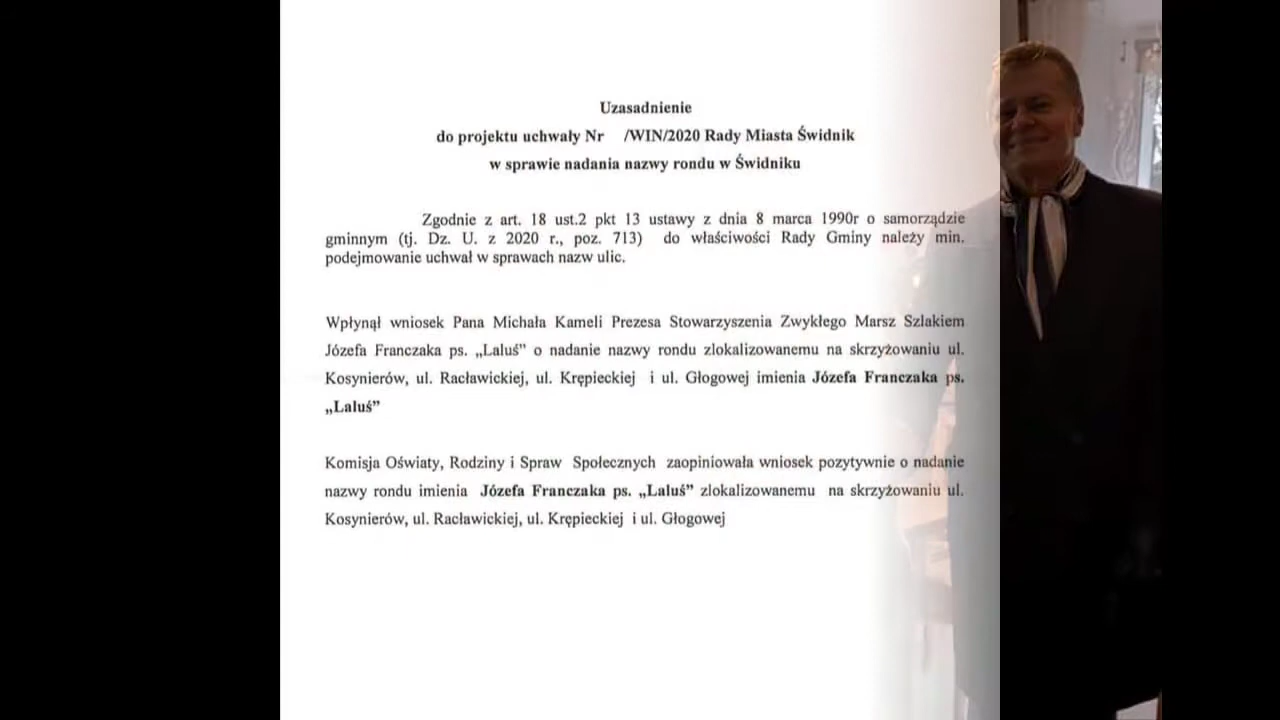 Uzasadnienie
do projektu uchwały Nr /WIN/2020 Rady Miasta Świdnik
w sprawie nadania nazwy rondu w Świdniku
Zgodnie z art. 18 ust.2 pkt 13 ustawy z dnia 8 marca 1990r o samorządzie
gminnym (tj. Dz. U. z 2020 r., poz. 713) do właściwości Rady Gminy należy min.
podejmowanie uchwał w sprawach nazw ulic.
Wpłynął wniosek Pana Michała Kameli Prezesa Stowarzyszenia Zwykłego Marsz Szlakiem
Józefa Franczaka ps. „Laluś” o nadanie nazwy rondu zlokalizowanemu na skrzyżowaniu ul.
Kosynierów, ul. Racławickiej, ul. Krępieckiej i ul. Głogowej imienia Józefa Franczaka ps.
„Laluś”
Komisja Oświaty, Rodziny i Spraw Społecznych zaopiniowała wniosek pozytywnie o nadanie
nazwy rondu imienia Józefa Franczaka ps. „Laluś” zlokalizowanemu na skrzyżowaniu ul.
Kosynierów, ul. Racławickiej, ul. Krępieckiej i ul. Głogowej